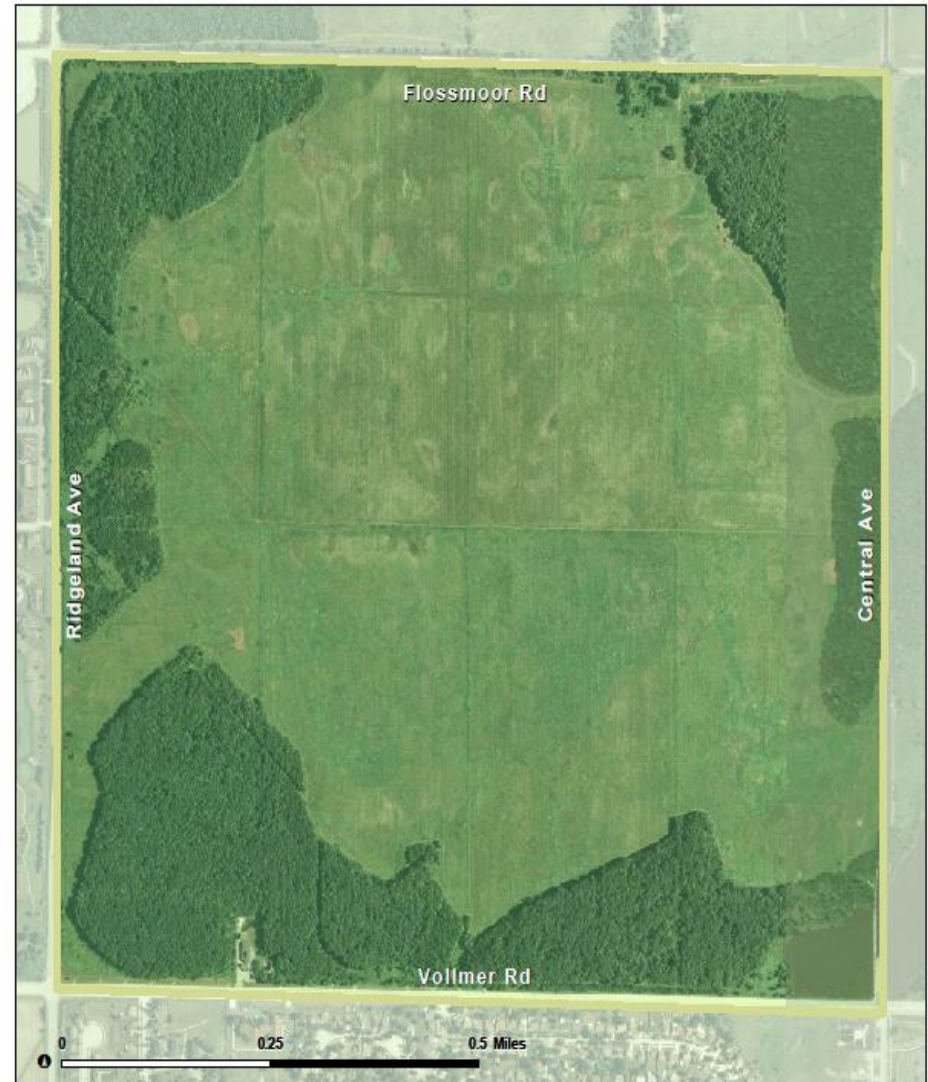 Flossmoor Rd
Ridgeland Ave
Central Ave
Vollmer Rd
0 0.25 0.5 Miles